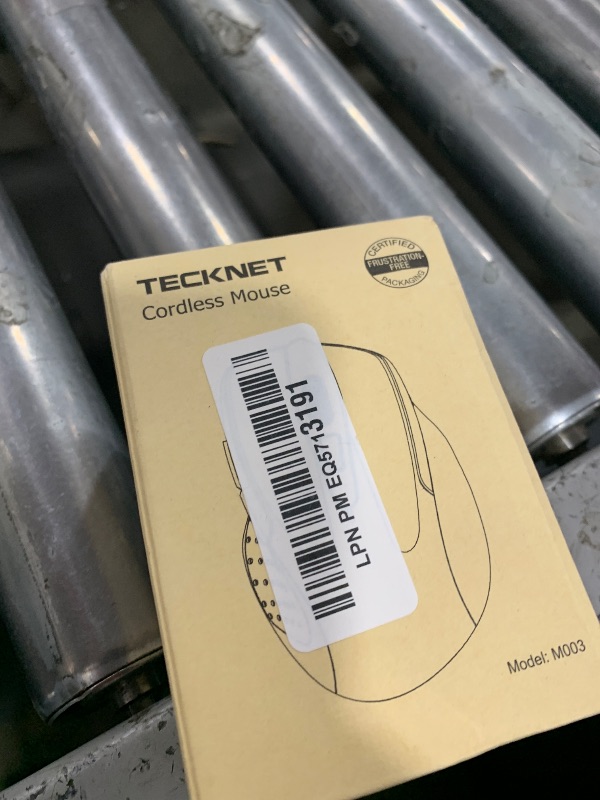 TECKNET
Cordless Mouse
CERTIFIED
FRUSTRATION-
FREE
PACKAGING
LPN PM EQ5713191
Model: M003